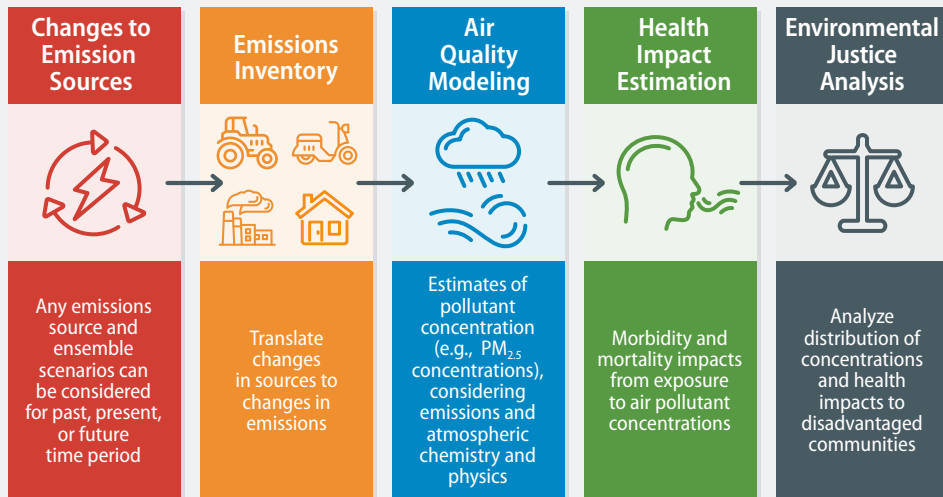 Changes to
Emission
Sources
Emissions
Inventory
Air
Quality
Modeling
Health
Impact
Estimation
Environmental
Justice
Analysis
Any emissions
source and
ensemble
scenarios can
be considered
for past, present,
or future
time period
Translate
changes
in sources to
changes in
emissions
Estimates of
pollutant
concentration
(e.g., PM₂.₅
concentrations),
considering
emissions and
atmospheric
chemistry and
physics
Morbidity and
mortality impacts
from exposure
to air pollutant
concentrations
Analyze
distribution of
concentrations
and health
impacts to
disadvantaged
communities